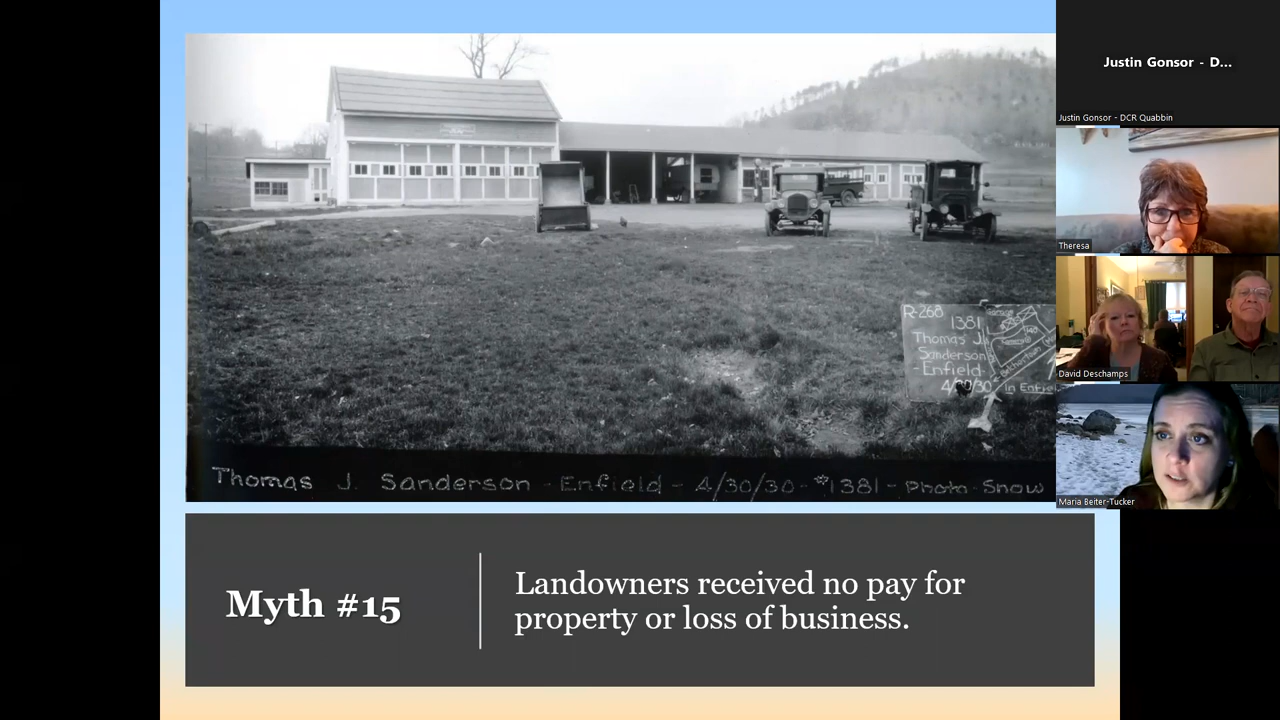 Justin Gonsor - D...
Justin Gonsor - DCR Quabbin
Theresa
David Deschamps
Maria Beiter-Tucker
R-268
1381
Thomas J.
Sanderson
-Enfield-
4/30/30
in Enfie
Thomas J. Sanderson - Enfield - 4/30/30 - #1381 - Photo-Snow
Myth #15
Landowners received no pay for
property or loss of business.